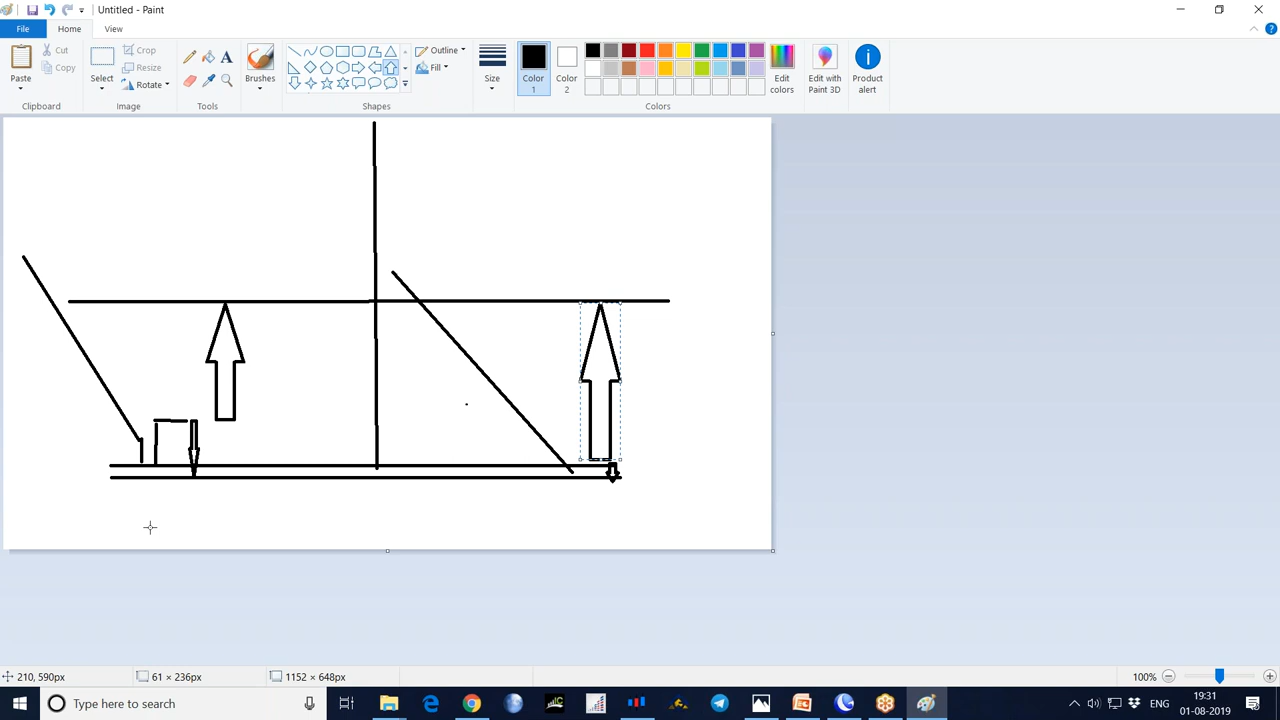 Untitled - Paint
File
Home
View
Paste
Cut
Copy
Clipboard
Select
Crop
Resize
Rotate
Image
A
Tools
Brushes
Outline
Fill
Shapes
Size
Color
1
Color
2
Edit
colors
Colors
Edit with
Paint 3D
Product
alert
210, 590px
61 × 236px
1152 × 648px
100%
Type here to search
ENG
19:31
01-08-2019